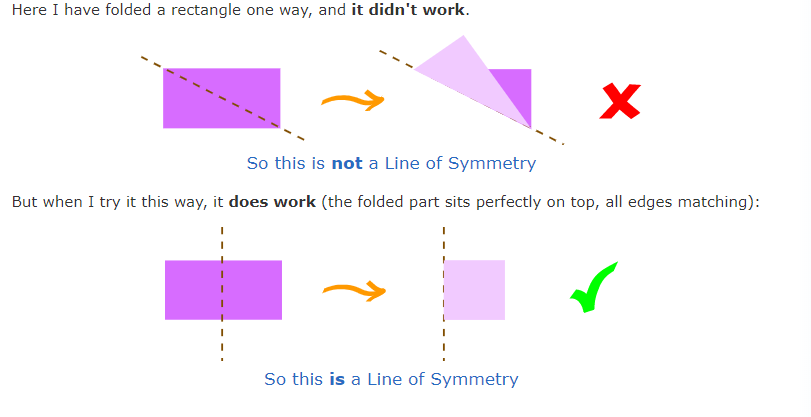 Here I have folded a rectangle one way, and it didn't work.
So this is not a Line of Symmetry
But when I try it this way, it does work (the folded part sits perfectly on top, all edges matching):
So this is a Line of Symmetry